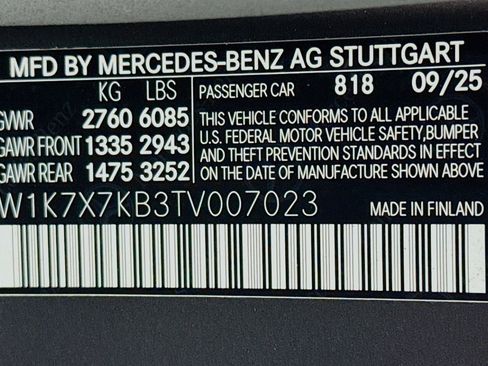 MFD BY MERCEDES-BENZ AG STUTTGART
KG LBS PASSENGER CAR 818 09/25
GVWR 2760 6085 THIS VEHICLE CONFORMS TO ALL APPLICABLE
GAWR FRONT 1335 2943 U.S. FEDERAL MOTOR VEHICLE SAFETY,BUMPER
GAWR REAR 1475 3252 AND THEFT PREVENTION STANDARDS IN EFFECT
ON THE DATE OF MANUFACTURE SHOWN ABOVE
W1K7X7KB3TV007023 MADE IN FINLAND